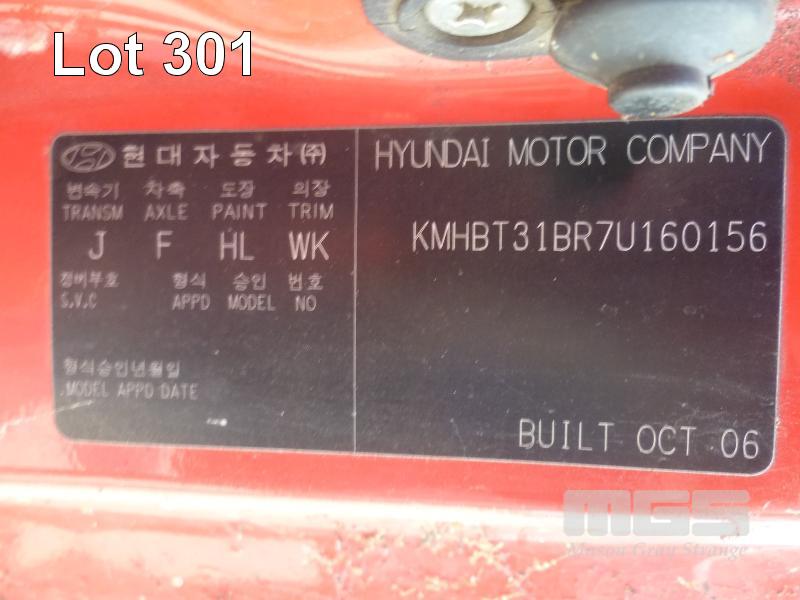 Lot 301
현대자동차㈜
변속기 차축 도장 의장
TRANSM AXLE PAINT TRIM
J F HL WK
정비부호 형식 승인 번호
S.V.C APPD MODEL NO
형식승인년월일
MODEL APPD DATE
HYUNDAI MOTOR COMPANY
KMHBT31BR7U160156
BUILT OCT 06
MGS
Mason Gray Strange